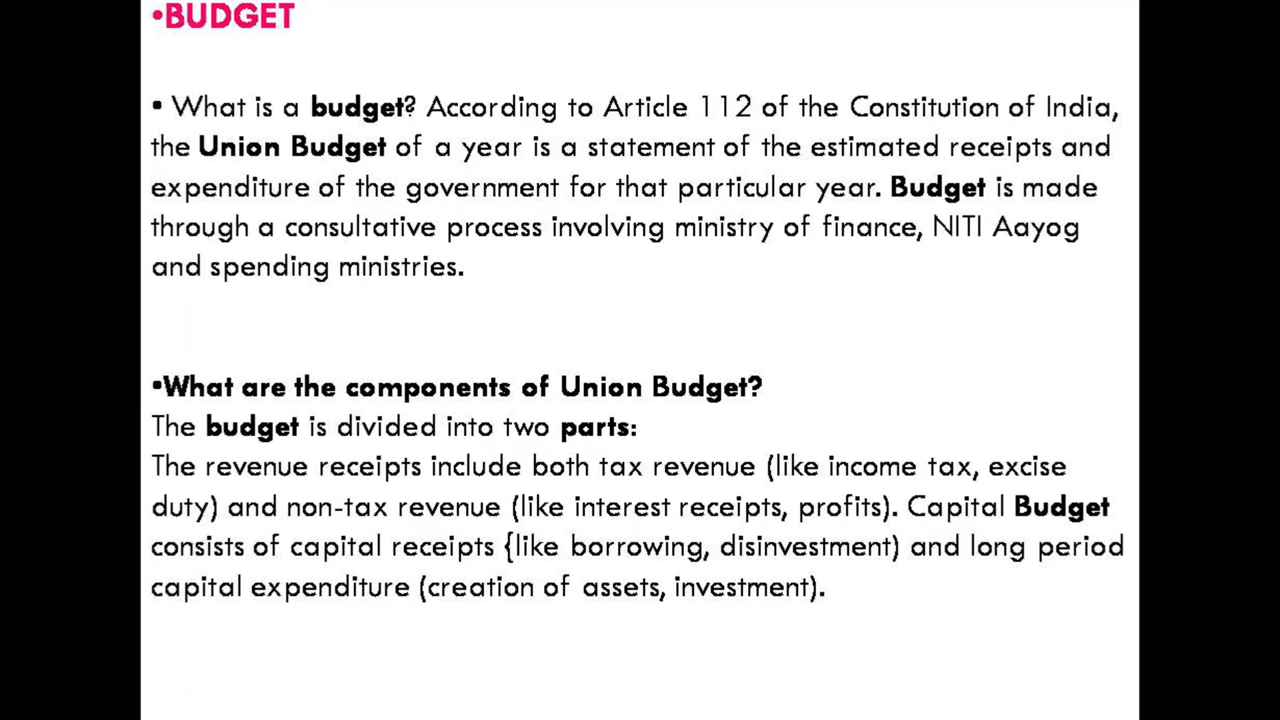 •BUDGET
• What is a budget? According to Article 112 of the Constitution of India,
the Union Budget of a year is a statement of the estimated receipts and
expenditure of the government for that particular year. Budget is made
through a consultative process involving ministry of finance, NITI Aayog
and spending ministries.
•What are the components of Union Budget?
The budget is divided into two parts:
The revenue receipts include both tax revenue (like income tax, excise
duty) and non-tax revenue (like interest receipts, profits). Capital Budget
consists of capital receipts {like borrowing, disinvestment) and long period
capital expenditure (creation of assets, investment).